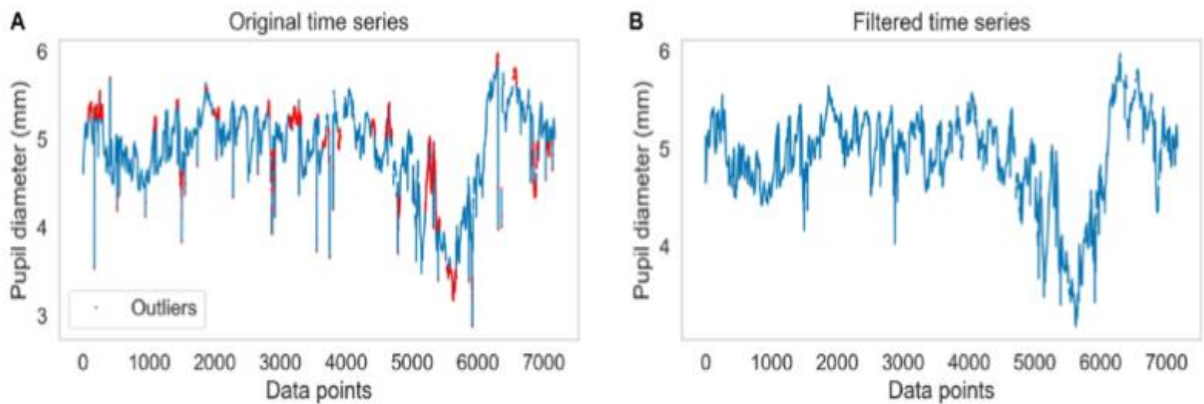 A
Original time series
Pupil diameter (mm)
6
5
4
3
Outliers
0 1000 2000 3000 4000 5000 6000 7000
Data points
B
Filtered time series
Pupil diameter (mm)
6
5
4
0 1000 2000 3000 4000 5000 6000 7000
Data points